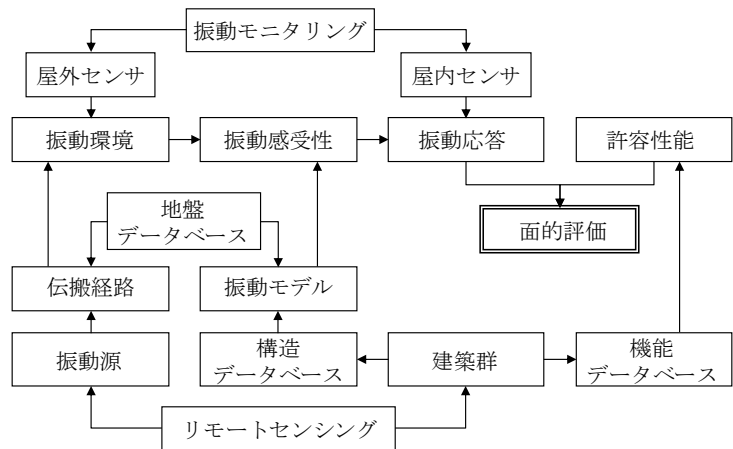 振動モニタリング
屋外センサ
屋内センサ
振動環境
振動感受性
振動応答
許容性能
地盤
データベース
面的評価
伝搬経路
振動モデル
振動源
構造
データベース
建築群
機能
データベース
リモートセンシング